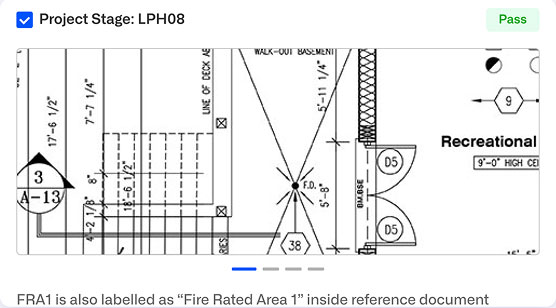 Project Stage: LPH08
Pass
WALK-OUT BASEMENT
LINE OF DECK AB
7'-7 1/4"
17'-6 1/2"
5'-11 1/4"
9
Recreational
9'-0" HIGH CEI
3
A-13
8"
18'-6 1/2"
4'-2 1/8"
F.D.
5'-8"
BM.BSE
D5
D5
38
RIES
FRA1 is also labelled as “Fire Rated Area 1” inside reference document